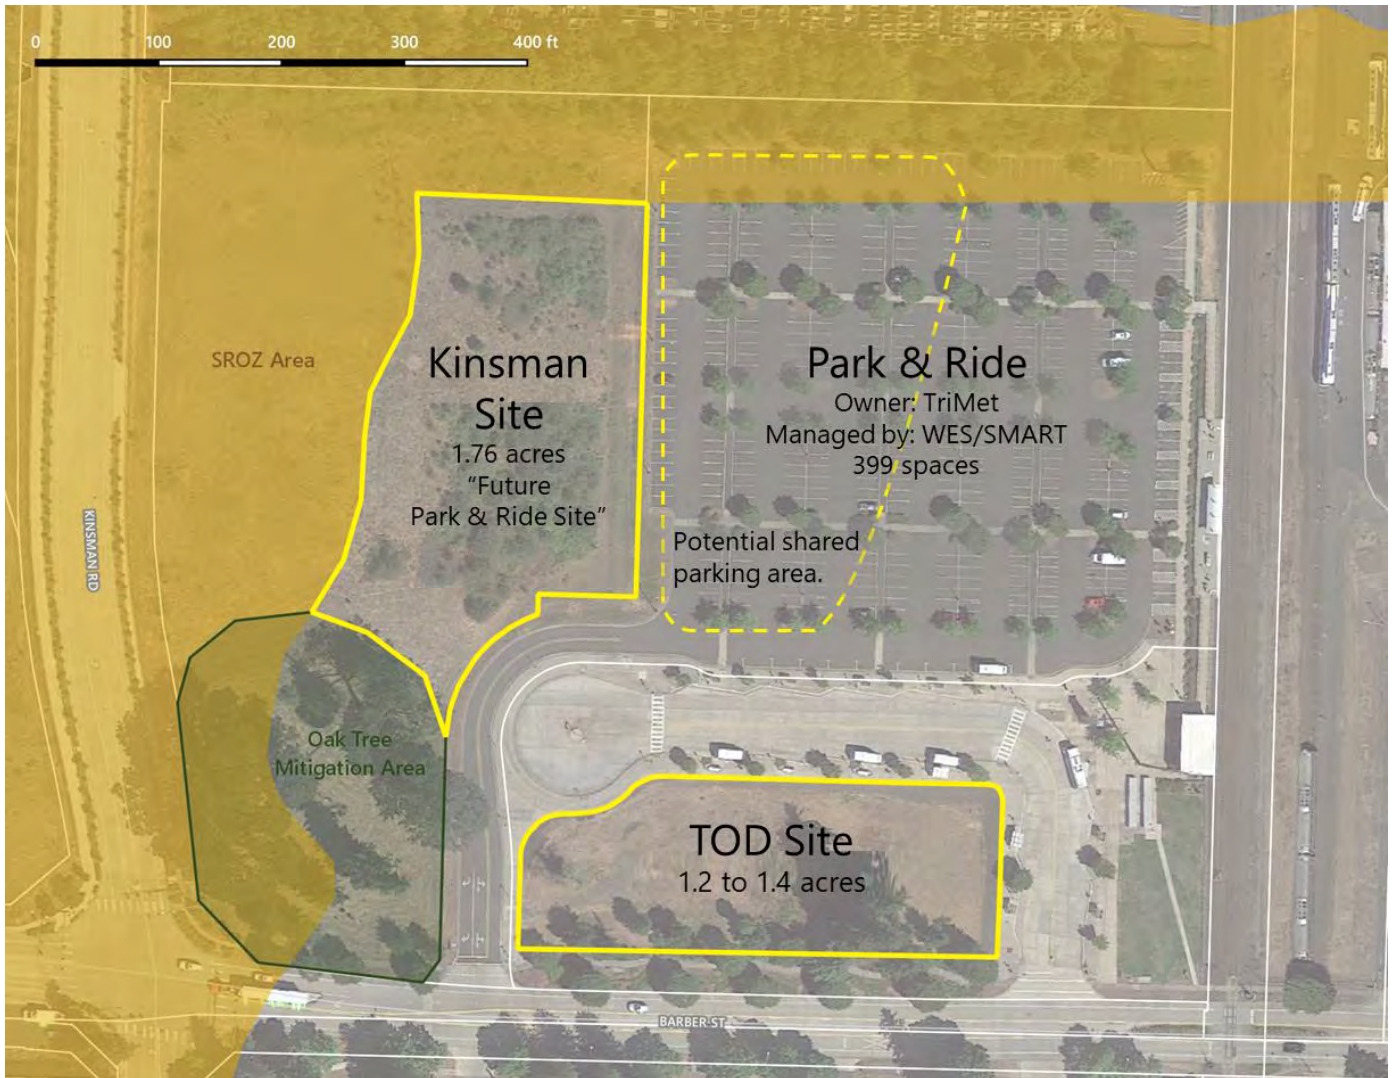 0 100 200 300 400 ft
SROZ Area
Kinsman
Site
1.76 acres
“Future
Park & Ride Site”
Park & Ride
Owner: TriMet
Managed by: WES/SMART
399 spaces
Potential shared
parking area.
KINSMAN RD
Oak Tree
Mitigation Area
TOD Site
1.2 to 1.4 acres
BARBER ST